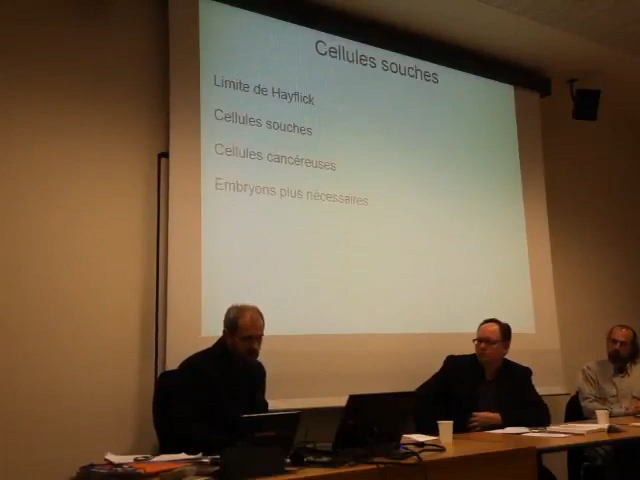 Cellules souches
Limite de Hayflick
Cellules souches
Cellules cancéreuses
Embryons plus nécessaires